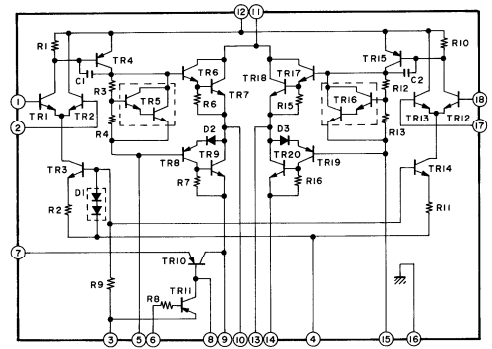 12 11
R1 TR4 TR15 R10
C1 TR6 TR17 C2
R3 TR18 R12
1 TR5 R6 TR7 R15 TR16 18
TR1 TR2 TR13 TR12
2 R4 R13 17
D2 D3
TR3 TR8 TR9 TR20 TR19 TR14
D1 R7 R16
R2 R11
7
TR10
R9 TR11
R8
3 5 6 8 9 10 13 14 4 15 16